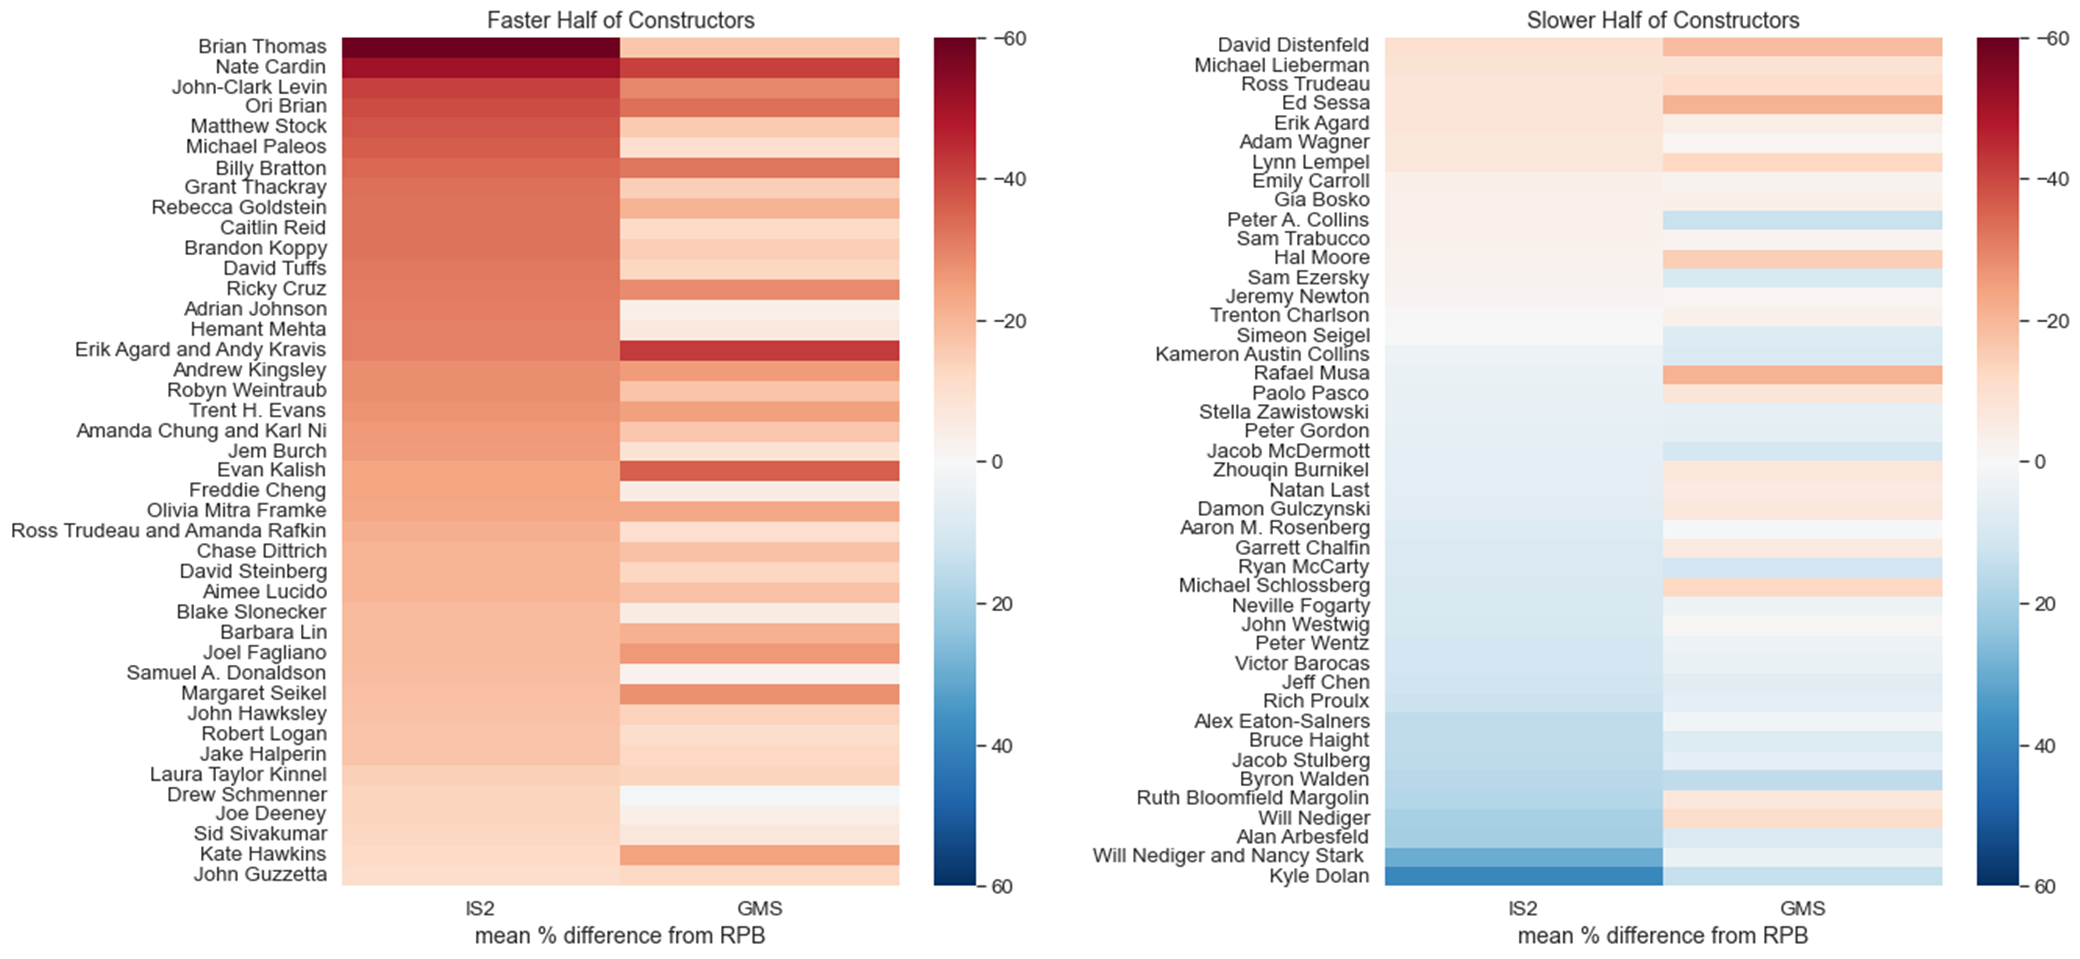 Faster Half of Constructors
Brian Thomas
Nate Cardin
John-Clark Levin
Ori Brian
Matthew Stock
Michael Paleos
Billy Bratton
Grant Thackray
Rebecca Goldstein
Caitlin Reid
Brandon Koppy
David Tuffs
Ricky Cruz
Adrian Johnson
Hemant Mehta
Erik Agard and Andy Kravis
Andrew Kingsley
Robyn Weintraub
Trent H. Evans
Amanda Chung and Karl Ni
Jem Burch
Evan Kalish
Freddie Cheng
Olivia Mitra Framke
Ross Trudeau and Amanda Rafkin
Chase Dittrich
David Steinberg
Aimee Lucido
Blake Slonecker
Barbara Lin
Joel Fagliano
Samuel A. Donaldson
Margaret Seikel
John Hawksley
Robert Logan
Jake Halperin
Laura Taylor Kinnel
Drew Schmenner
Joe Deeney
Sid Sivakumar
Kate Hawkins
John Guzzetta
IS2 GMS
mean % difference from RPB
−60
−40
−20
0
20
40
60
Slower Half of Constructors
David Distenfeld
Michael Lieberman
Ross Trudeau
Ed Sessa
Erik Agard
Adam Wagner
Lynn Lempel
Emily Carroll
Gia Bosko
Peter A. Collins
Sam Trabucco
Hal Moore
Sam Ezersky
Jeremy Newton
Trenton Charlson
Simeon Seigel
Kameron Austin Collins
Rafael Musa
Paolo Pasco
Stella Zawistowski
Peter Gordon
Jacob McDermott
Zhouqin Burnikel
Natan Last
Damon Gulczynski
Aaron M. Rosenberg
Garrett Chalfin
Ryan McCarty
Michael Schlossberg
Neville Fogarty
John Westwig
Peter Wentz
Victor Barocas
Jeff Chen
Rich Proulx
Alex Eaton-Salners
Bruce Haight
Jacob Stulberg
Byron Walden
Ruth Bloomfield Margolin
Will Nediger
Alan Arbesfeld
Will Nediger and Nancy Stark
Kyle Dolan
IS2 GMS
mean % difference from RPB
−60
−40
−20
0
20
40
60